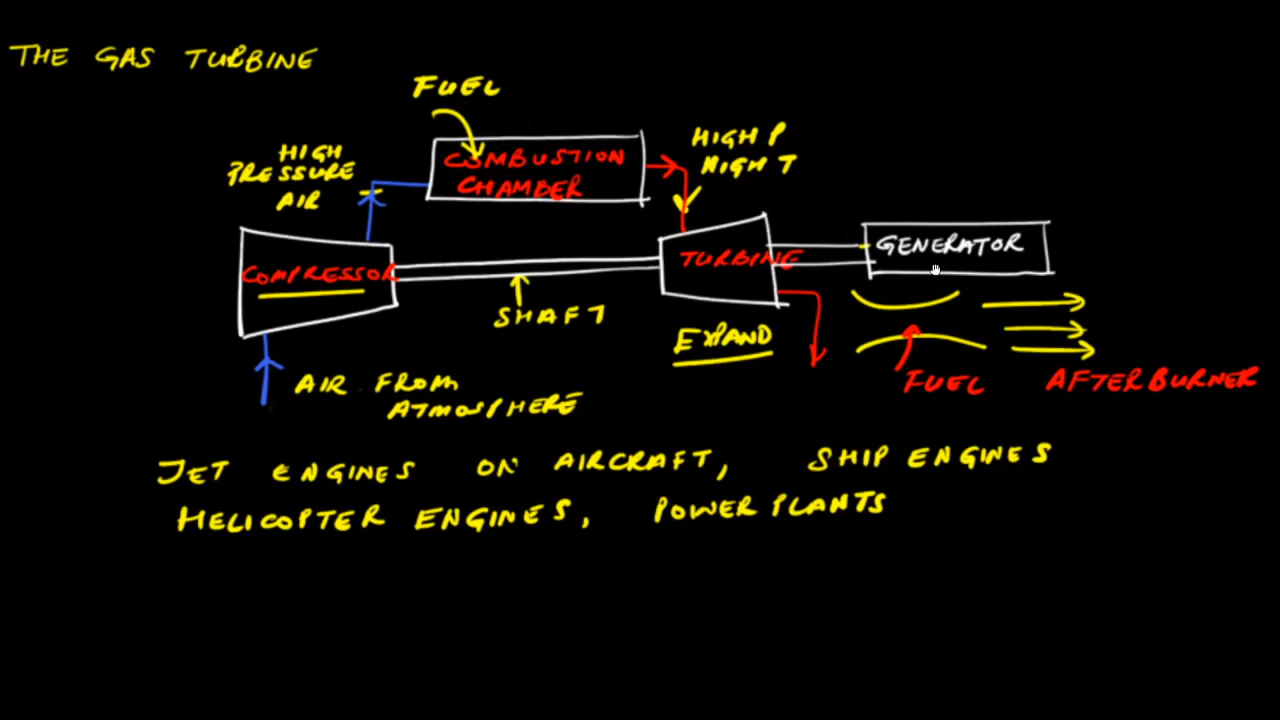 THE GAS TURBINE
FUEL
HIGH
PRESSURE
AIR
COMBUSTION
CHAMBER
HIGH P
HIGH T
COMPRESSOR
TURBINE
GENERATOR
SHAFT
EXPAND
AIR FROM
ATMOSPHERE
FUEL
AFTERBURNER
JET ENGINES ON AIRCRAFT, SHIP ENGINES
HELICOPTER ENGINES, POWER PLANTS